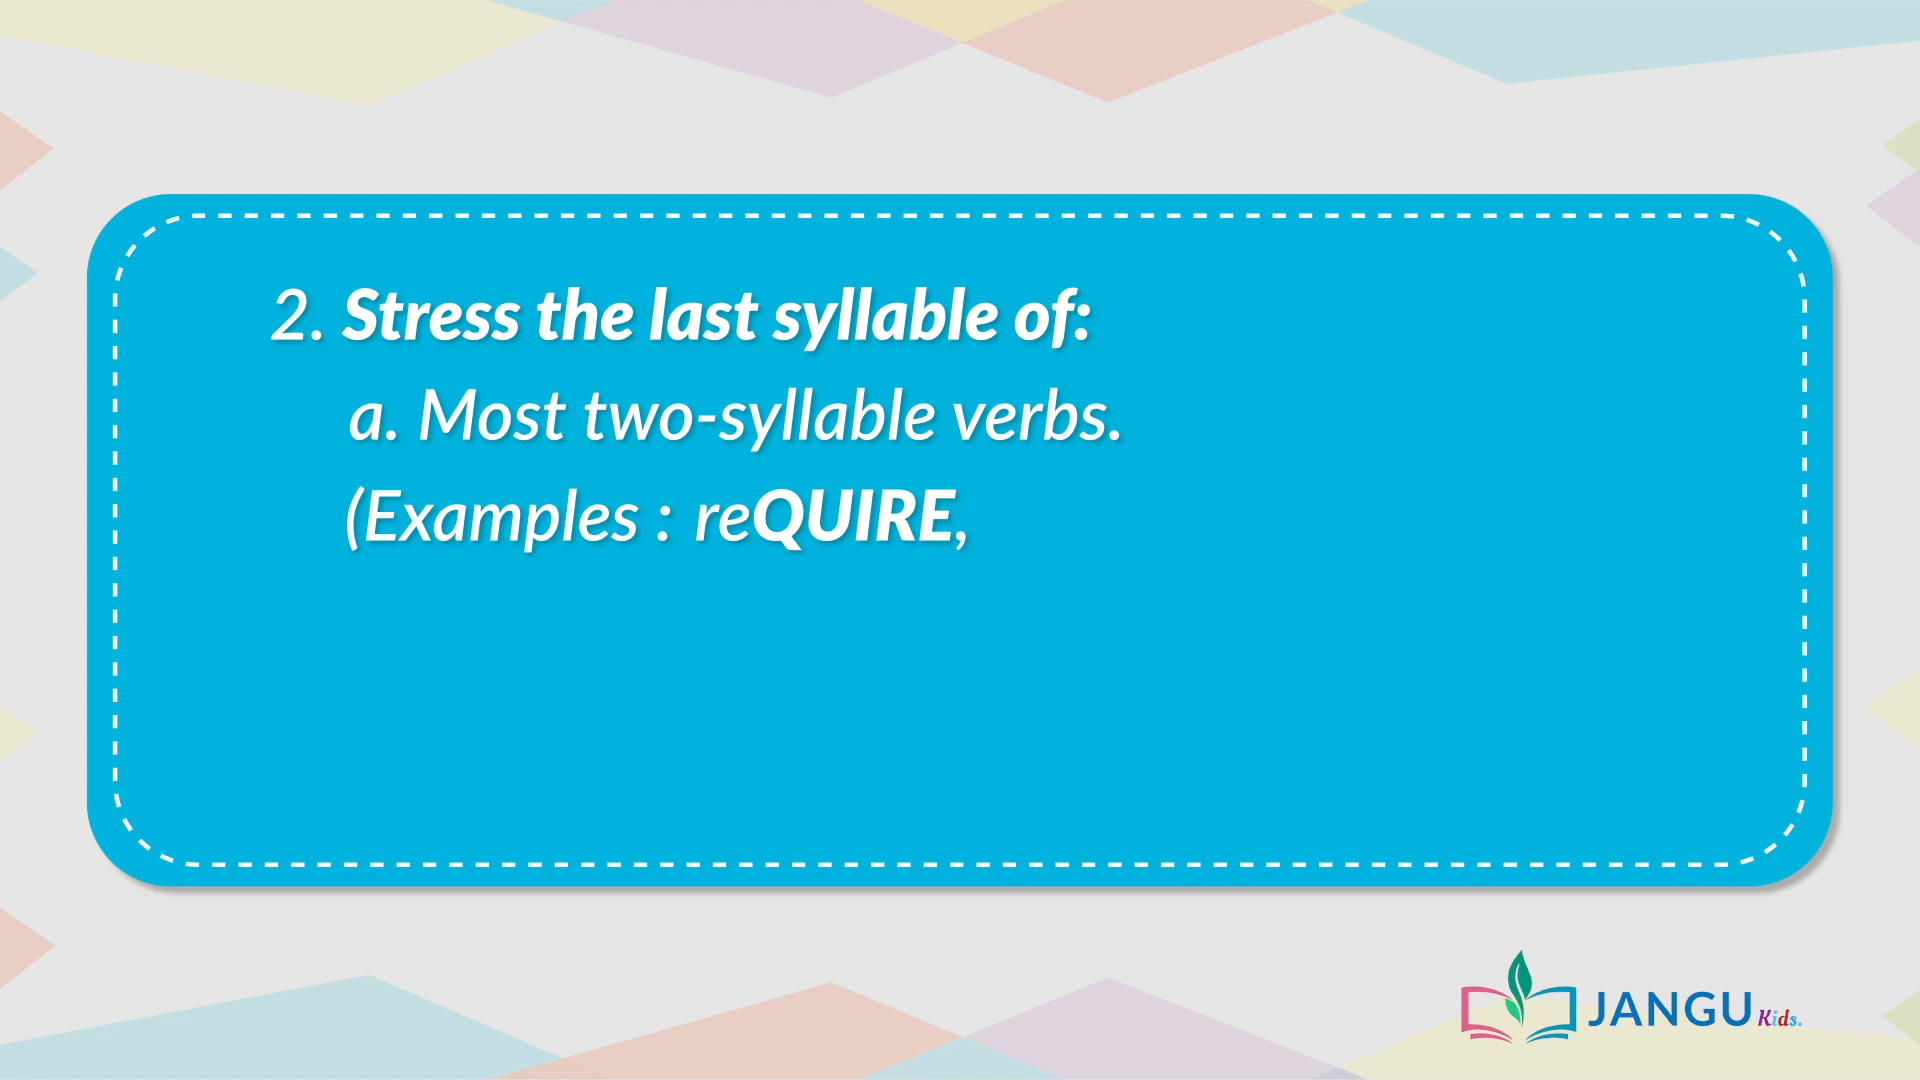 2. Stress the last syllable of:
a. Most two-syllable verbs.
(Examples : reQUIRE,
JANGU Kids.